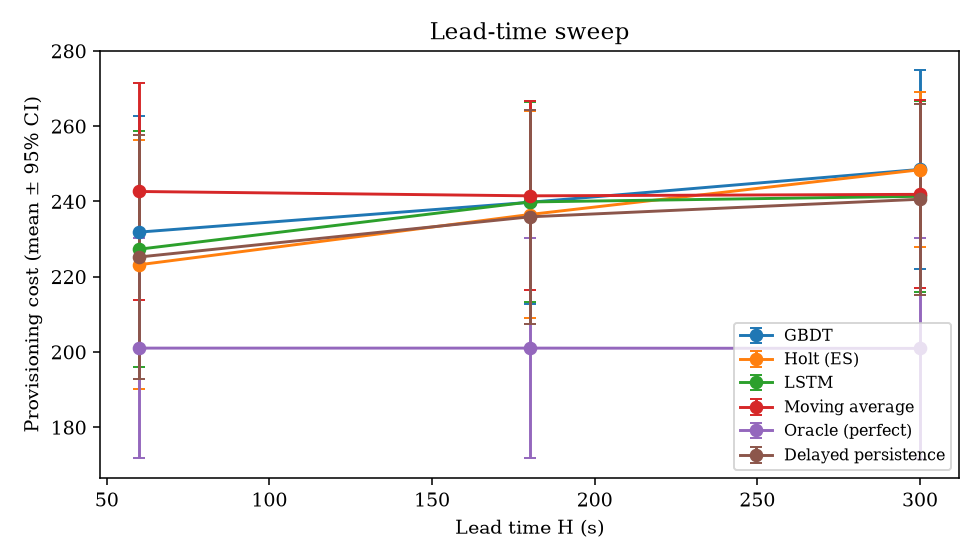 Lead-time sweep
Provisioning cost (mean ± 95% CI)
280
260
240
220
200
180
GBDT
Holt (ES)
LSTM
Moving average
Oracle (perfect)
Delayed persistence
50
100
150
200
250
300
Lead time H (s)